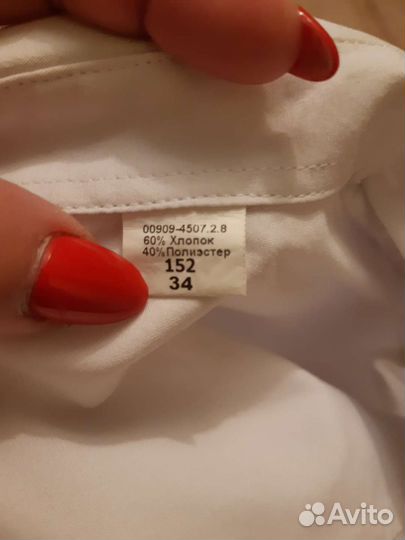 00909-4507.2.8
60% Хлопок
40%Полиэстер
152
34
Avito